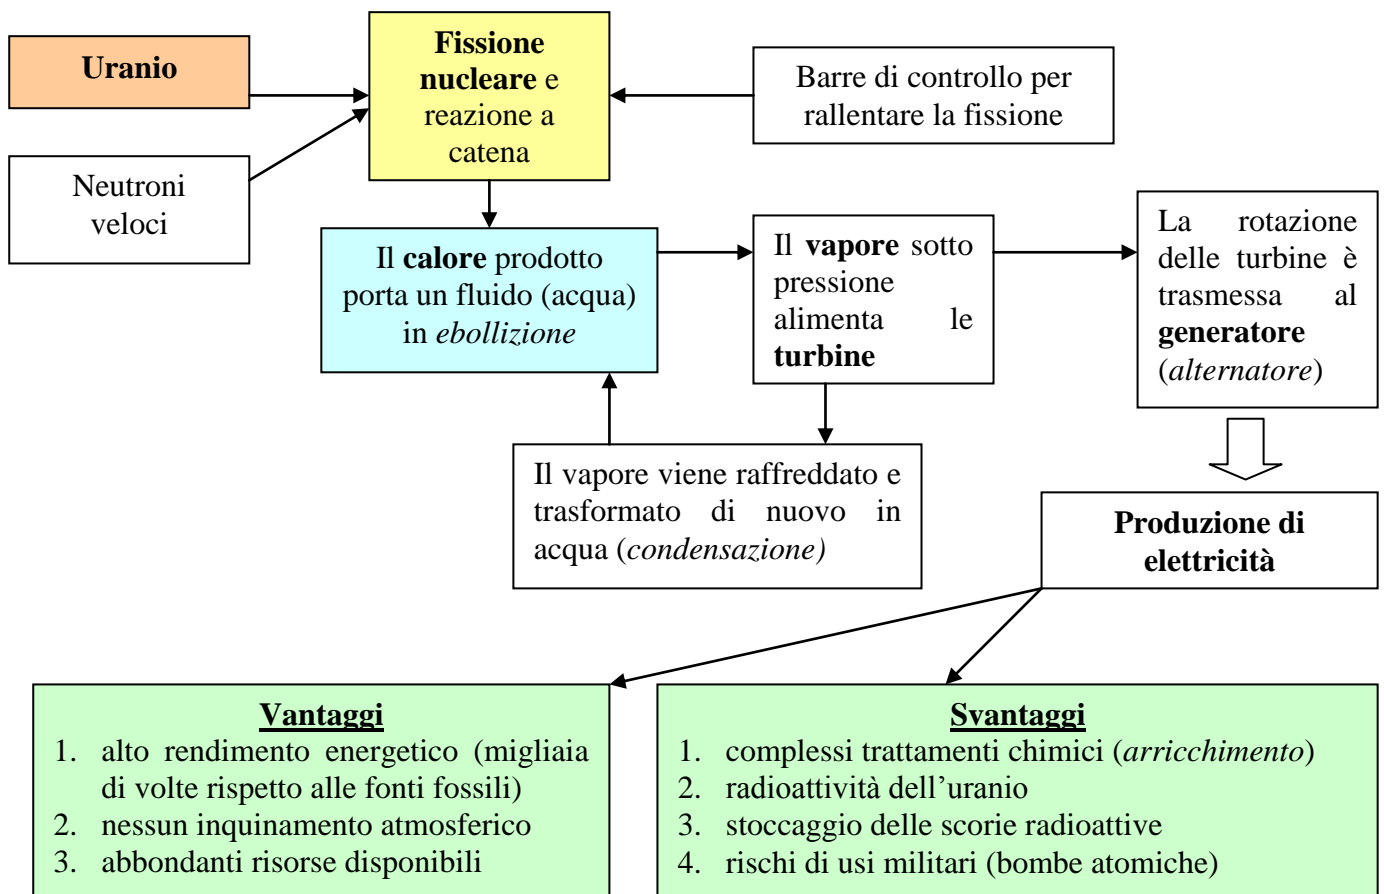 Uranio
Neutroni
veloci
Fissione
nucleare e
reazione a
catena
Barre di controllo per
rallentare la fissione
Il calore prodotto
porta un fluido (acqua)
in ebollizione
Il vapore sotto
pressione
alimenta le
turbine
La rotazione
delle turbine è
trasmessa al
generatore
(alternatore)
Il vapore viene raffreddato e
trasformato di nuovo in
acqua (condensazione)
Produzione di
elettricità
Vantaggi
1. alto rendimento energetico (migliaia
di volte rispetto alle fonti fossili)
2. nessun inquinamento atmosferico
3. abbondanti risorse disponibili
Svantaggi
1. complessi trattamenti chimici (arricchimento)
2. radioattività dell’uranio
3. stoccaggio delle scorie radioattive
4. rischi di usi militari (bombe atomiche)